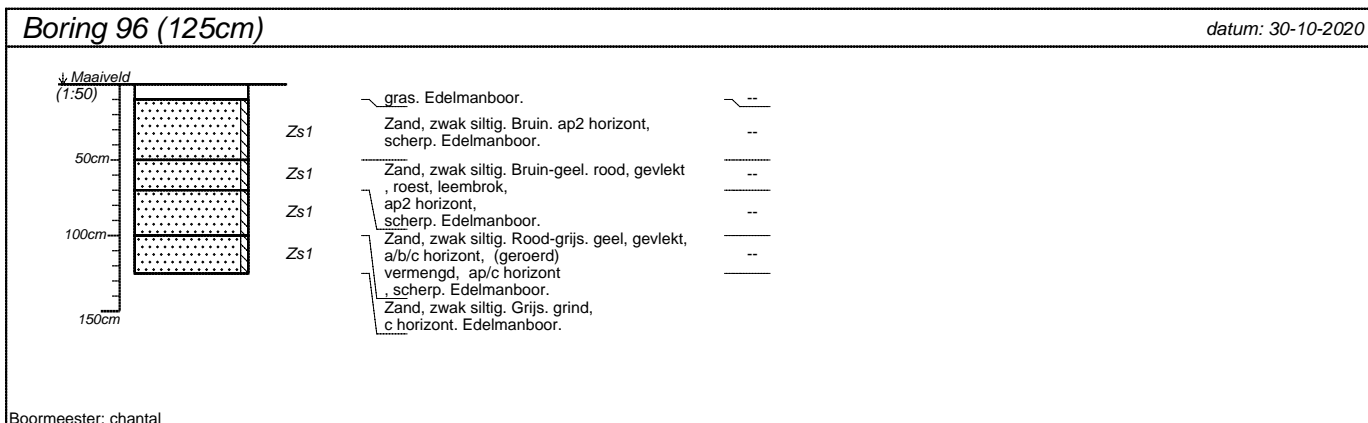 Boring 96 (125cm)
datum: 30-10-2020
Maaiveld
(1:50)
gras. Edelmanboor.
--
Zs1
Zand, zwak siltig. Bruin. ap2 horizont,
scherp. Edelmanboor.
--
50cm
Zs1
Zand, zwak siltig. Bruin-geel. rood, gevlekt
, roest, leembrok,
ap2 horizont,
scherp. Edelmanboor.
--
Zs1
--
100cm
Zand, zwak siltig. Rood-grijs. geel, gevlekt,
a/b/c horizont, (geroerd)
vermengd, ap/c horizont
, scherp. Edelmanboor.
Zs1
--
Zand, zwak siltig. Grijs. grind,
c horizont. Edelmanboor.
150cm
Boormeester: chantal